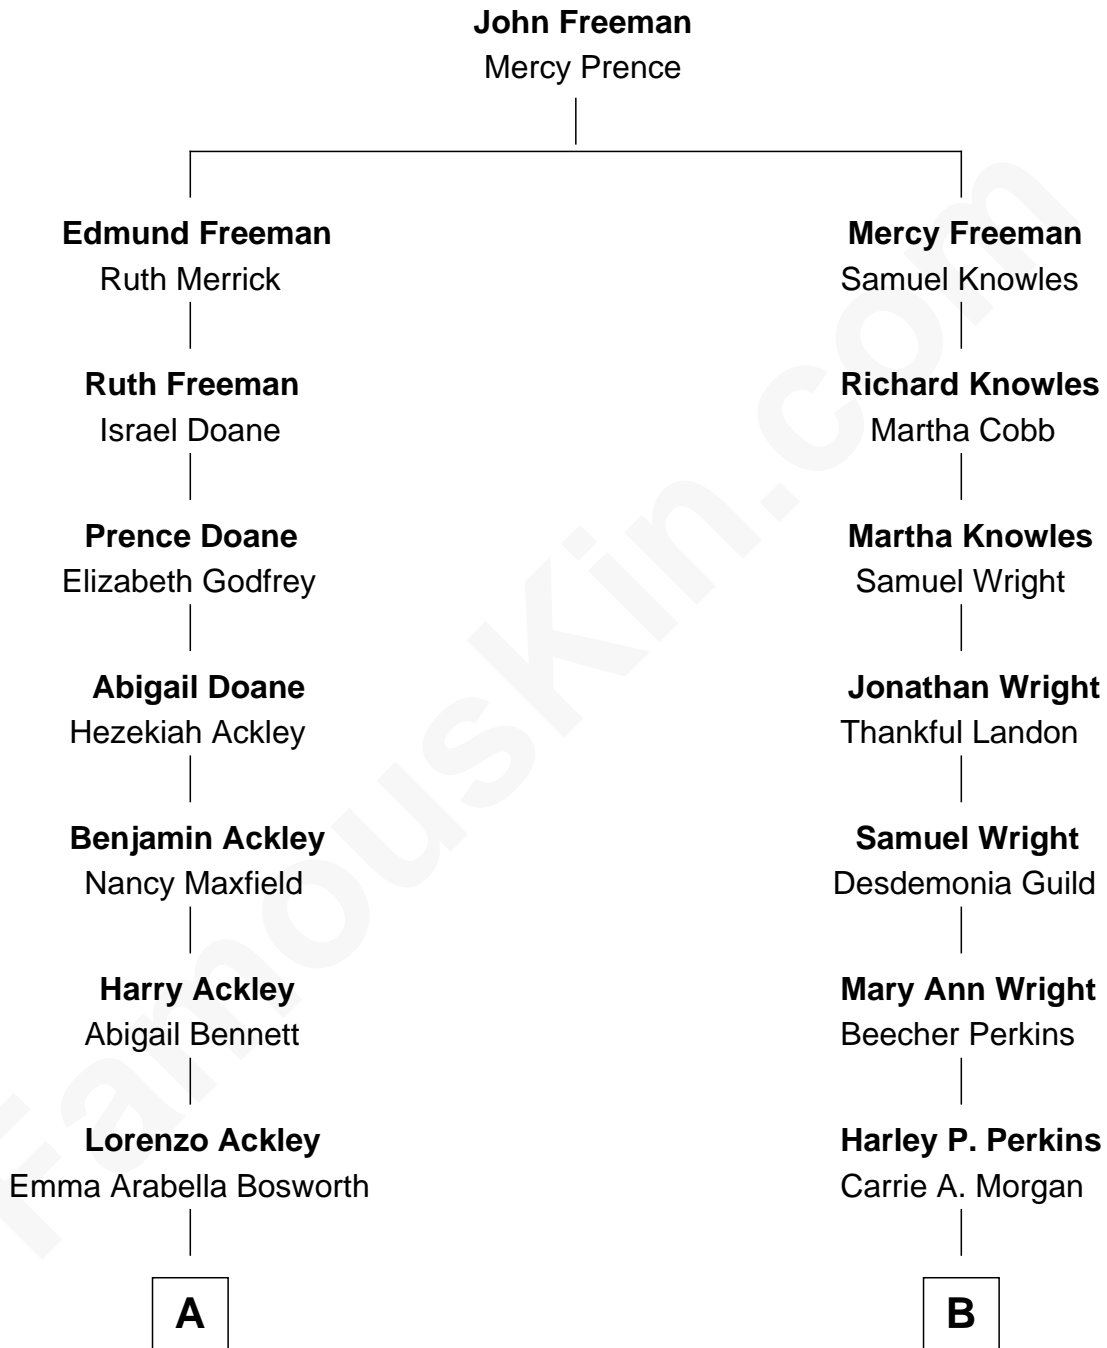 John Freeman
Mercy Prence
Edmund Freeman
Ruth Merrick
Mercy Freeman
Samuel Knowles
Ruth Freeman
Israel Doane
Richard Knowles
Martha Cobb
Prence Doane
Elizabeth Godfrey
Martha Knowles
Samuel Wright
Abigail Doane
Hezekiah Ackley
Jonathan Wright
Thankful Landon
Benjamin Ackley
Nancy Maxfield
Samuel Wright
Desdemonia Guild
Harry Ackley
Abigail Bennett
Mary Ann Wright
Beecher Perkins
Lorenzo Ackley
Emma Arabella Bosworth
Harley P. Perkins
Carrie A. Morgan
A
B
FamousKin.com